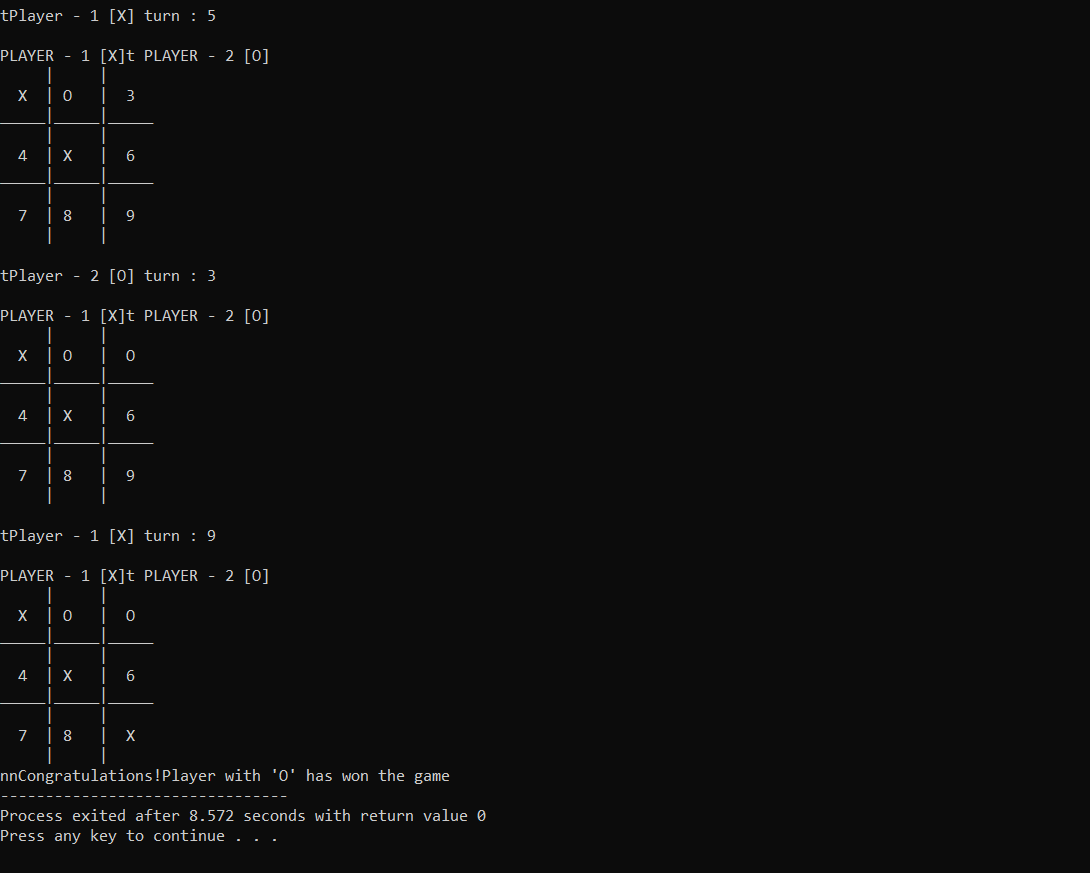 tPlayer - 1 [X] turn : 5
PLAYER - 1 [X]t PLAYER - 2 [O]
     |     |
  X  | O   |  3
_____|_____|_____
     |     |
  4  | X   |  6
_____|_____|_____
     |     |
  7  | 8   |  9
     |     |
tPlayer - 2 [O] turn : 3
PLAYER - 1 [X]t PLAYER - 2 [O]
     |     |
  X  | O   |  O
_____|_____|_____
     |     |
  4  | X   |  6
_____|_____|_____
     |     |
  7  | 8   |  9
     |     |
tPlayer - 1 [X] turn : 9
PLAYER - 1 [X]t PLAYER - 2 [O]
     |     |
  X  | O   |  O
_____|_____|_____
     |     |
  4  | X   |  6
_____|_____|_____
     |     |
  7  | 8   |  X
     |     |
nnCongratulations!Player with 'O' has won the game
--------------------------------
Process exited after 8.572 seconds with return value 0
Press any key to continue . . .